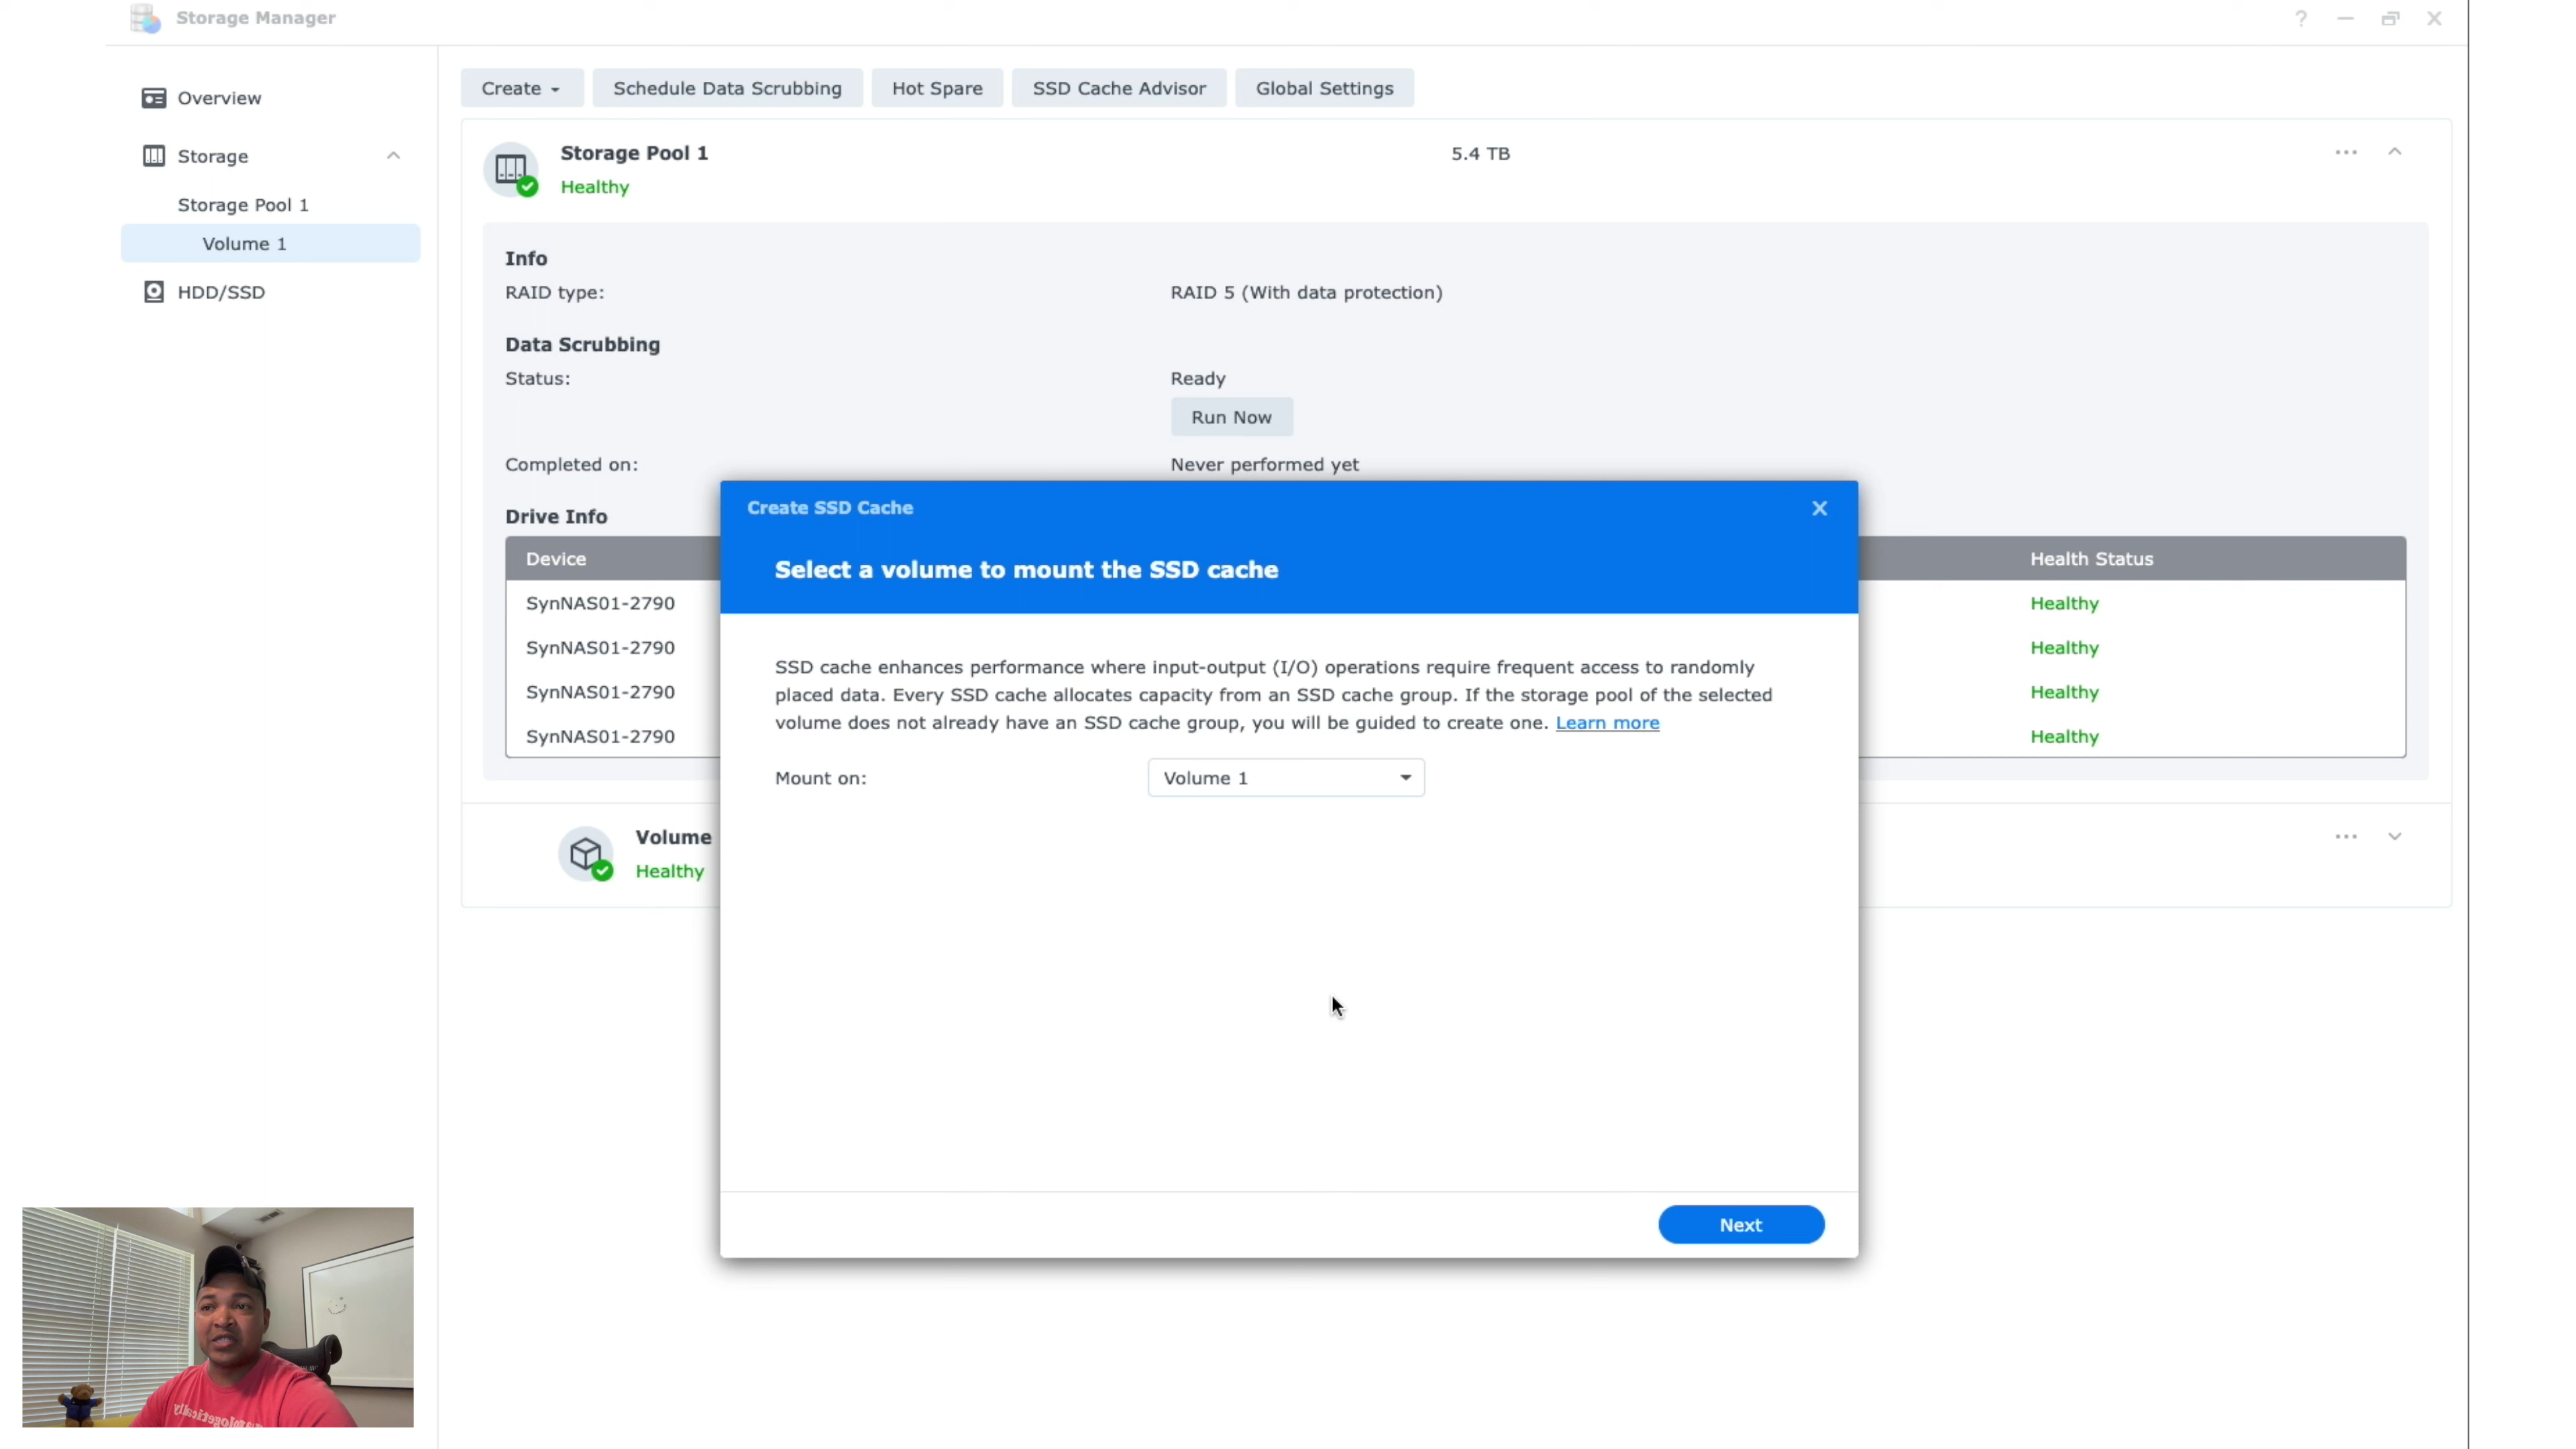 Storage Manager
Overview
Storage
Storage Pool 1
Volume 1
HDD/SSD
Create
Schedule Data Scrubbing
Hot Spare
SSD Cache Advisor
Global Settings
Storage Pool 1
5.4 TB
Healthy
Info
RAID type:
RAID 5 (With data protection)
Data Scrubbing
Status:
Ready
Run Now
Completed on:
Never performed yet
Drive Info
Device
Health Status
SynNAS01-2790
Healthy
SynNAS01-2790
Healthy
SynNAS01-2790
Healthy
SynNAS01-2790
Healthy
Volume
Healthy
Create SSD Cache
Select a volume to mount the SSD cache
SSD cache enhances performance where input-output (I/O) operations require frequent access to randomly
placed data. Every SSD cache allocates capacity from an SSD cache group. If the storage pool of the selected
volume does not already have an SSD cache group, you will be guided to create one. Learn more
Mount on:
Volume 1
Next